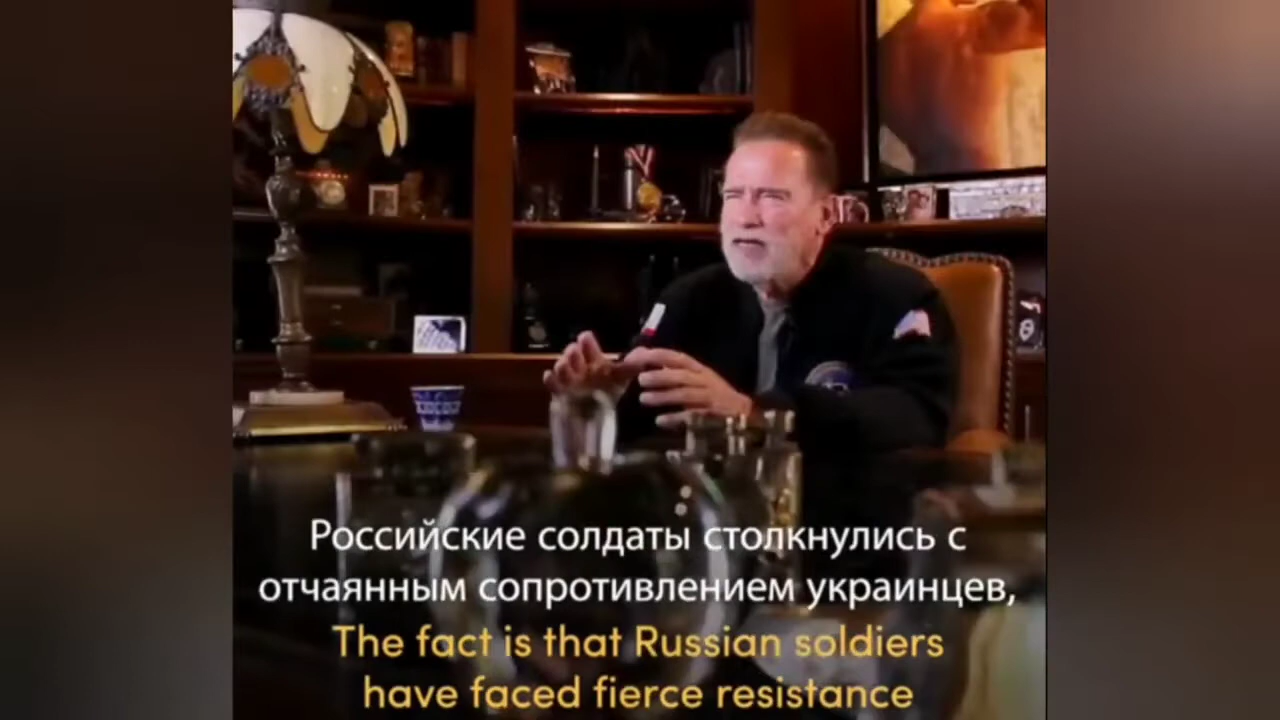 Российские солдаты столкнулись с
отчаянным сопротивлением украинцев,
The fact is that Russian soldiers
have faced fierce resistance